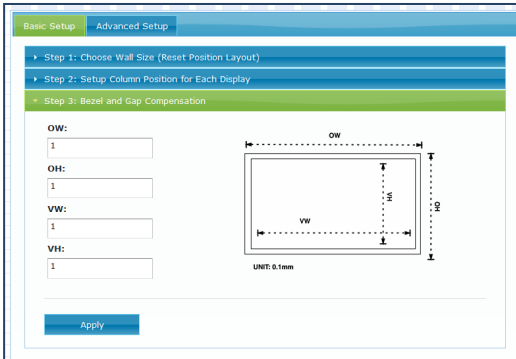 Basic Setup
Advanced Setup
Step 1: Choose Wall Size (Reset Position Layout)
Step 2: Setup Column Position for Each Display
Step 3: Bezel and Gap Compensation
OW:
1
OH:
1
VW:
1
VH:
1
OW
VH
OH
VW
UNIT: 0.1mm
Apply